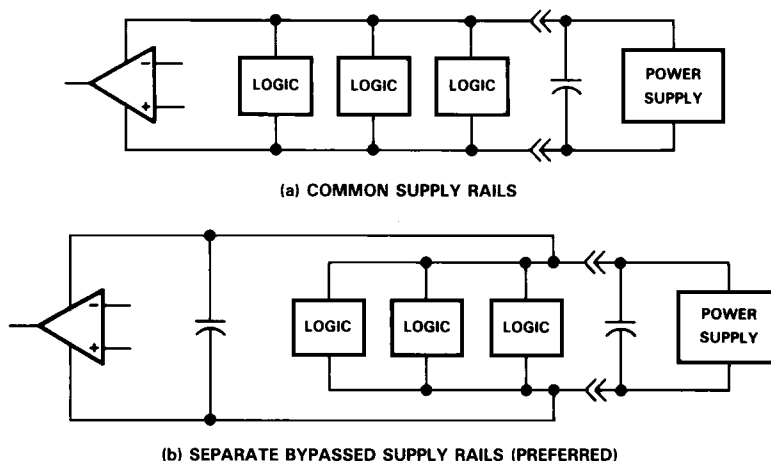 LOGIC LOGIC LOGIC POWER
SUPPLY
− +
(a) COMMON SUPPLY RAILS
LOGIC LOGIC LOGIC POWER
SUPPLY
− +
(b) SEPARATE BYPASSED SUPPLY RAILS (PREFERRED)